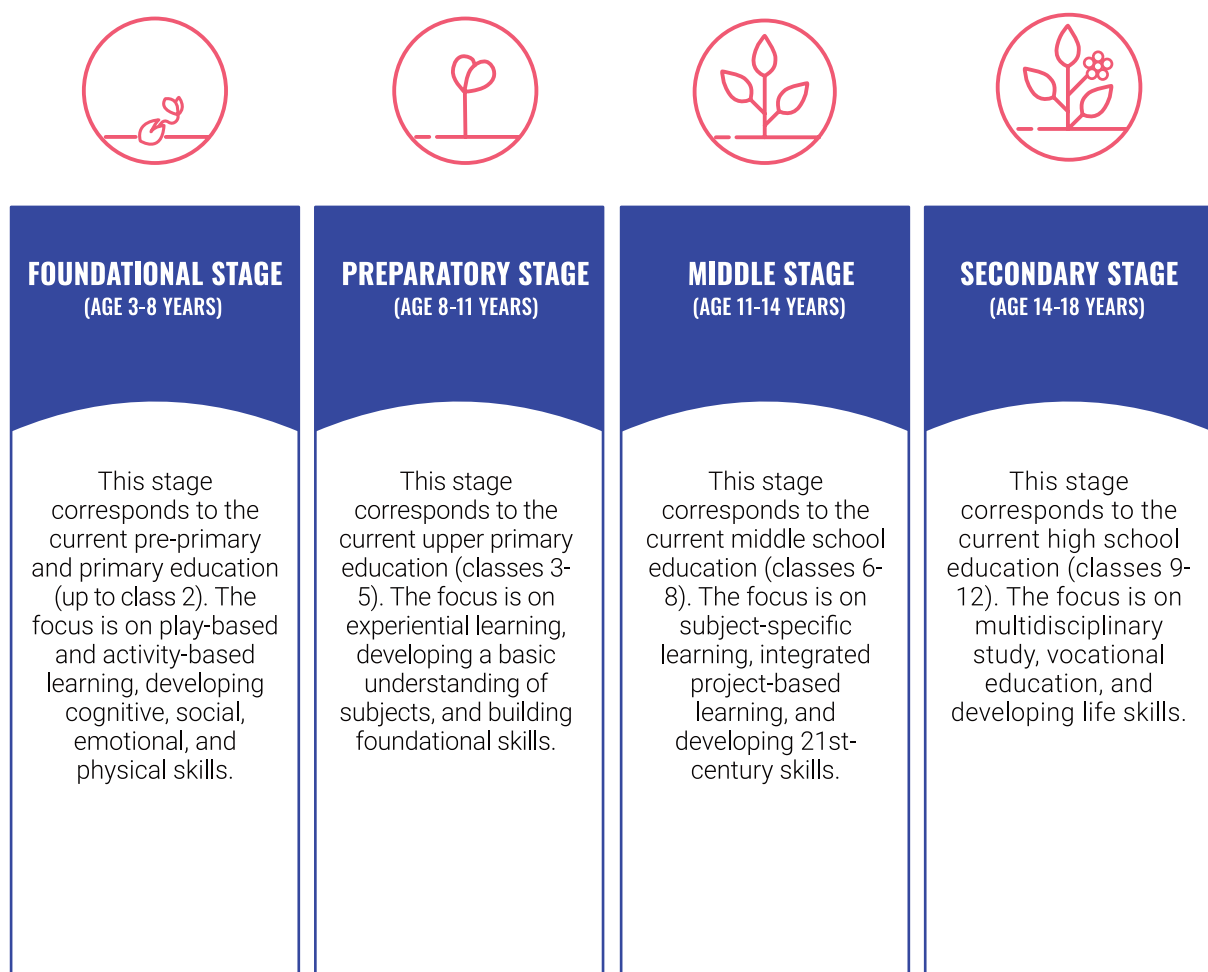 FOUNDATIONAL STAGE
(AGE 3-8 YEARS)
This stage
corresponds to the
current pre-primary
and primary education
(up to class 2). The
focus is on play-based
and activity-based
learning, developing
cognitive, social,
emotional, and
physical skills.
PREPARATORY STAGE
(AGE 8-11 YEARS)
This stage
corresponds to the
current upper primary
education (classes 3-
5). The focus is on
experiential learning,
developing a basic
understanding of
subjects, and building
foundational skills.
MIDDLE STAGE
(AGE 11-14 YEARS)
This stage
corresponds to the
current middle school
education (classes 6-
8). The focus is on
subject-specific
learning, integrated
project-based
learning, and
developing 21st-
century skills.
SECONDARY STAGE
(AGE 14-18 YEARS)
This stage
corresponds to the
current high school
education (classes 9-
12). The focus is on
multidisciplinary
study, vocational
education, and
developing life skills.